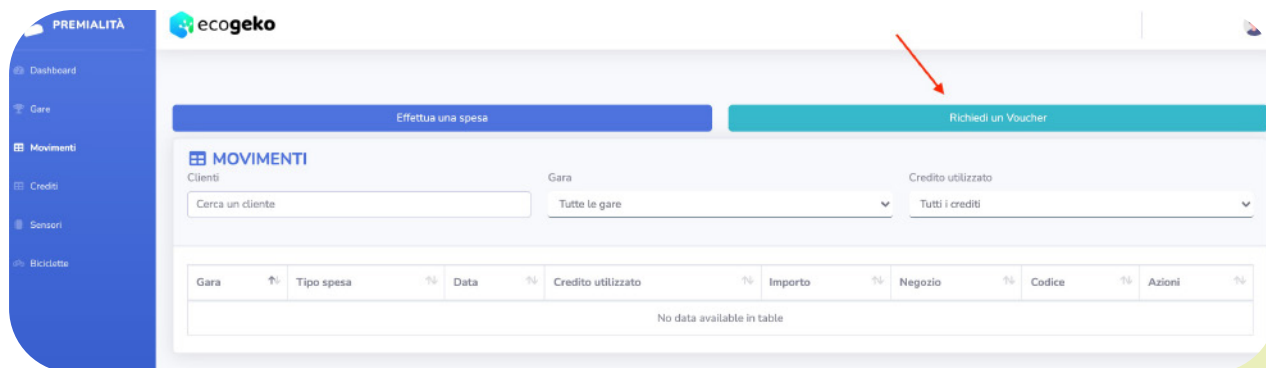 PREMIALITÀ
ecogeko
Dashboard
Gare
Movimenti
Crediti
Sensori
Biciclette
Effettua una spesa
Richiedi un Voucher
MOVIMENTI
Clienti
Gara
Credito utilizzato
Cerca un cliente
Tutte le gare
Tutti i crediti
Gara
Tipo spesa
Data
Credito utilizzato
Importo
Negozio
Codice
Azioni
No data available in table